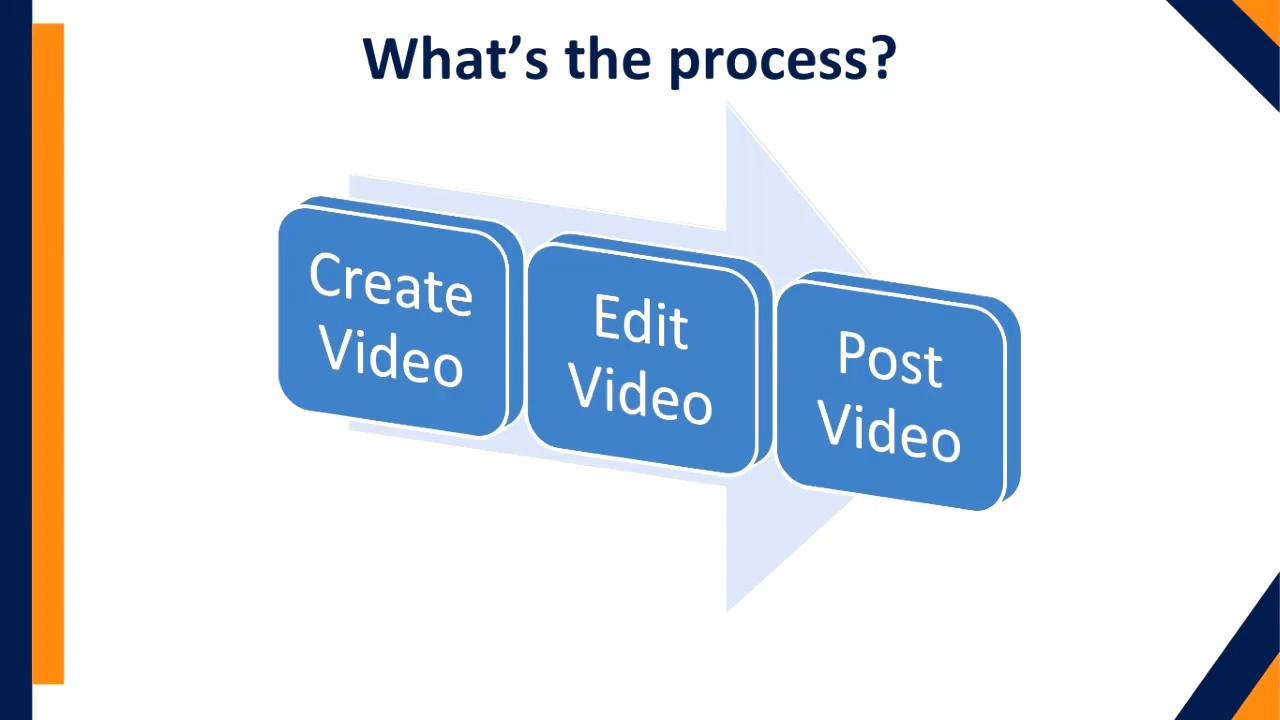 What’s the process?
Create
Video
Edit
Video
Post
Video